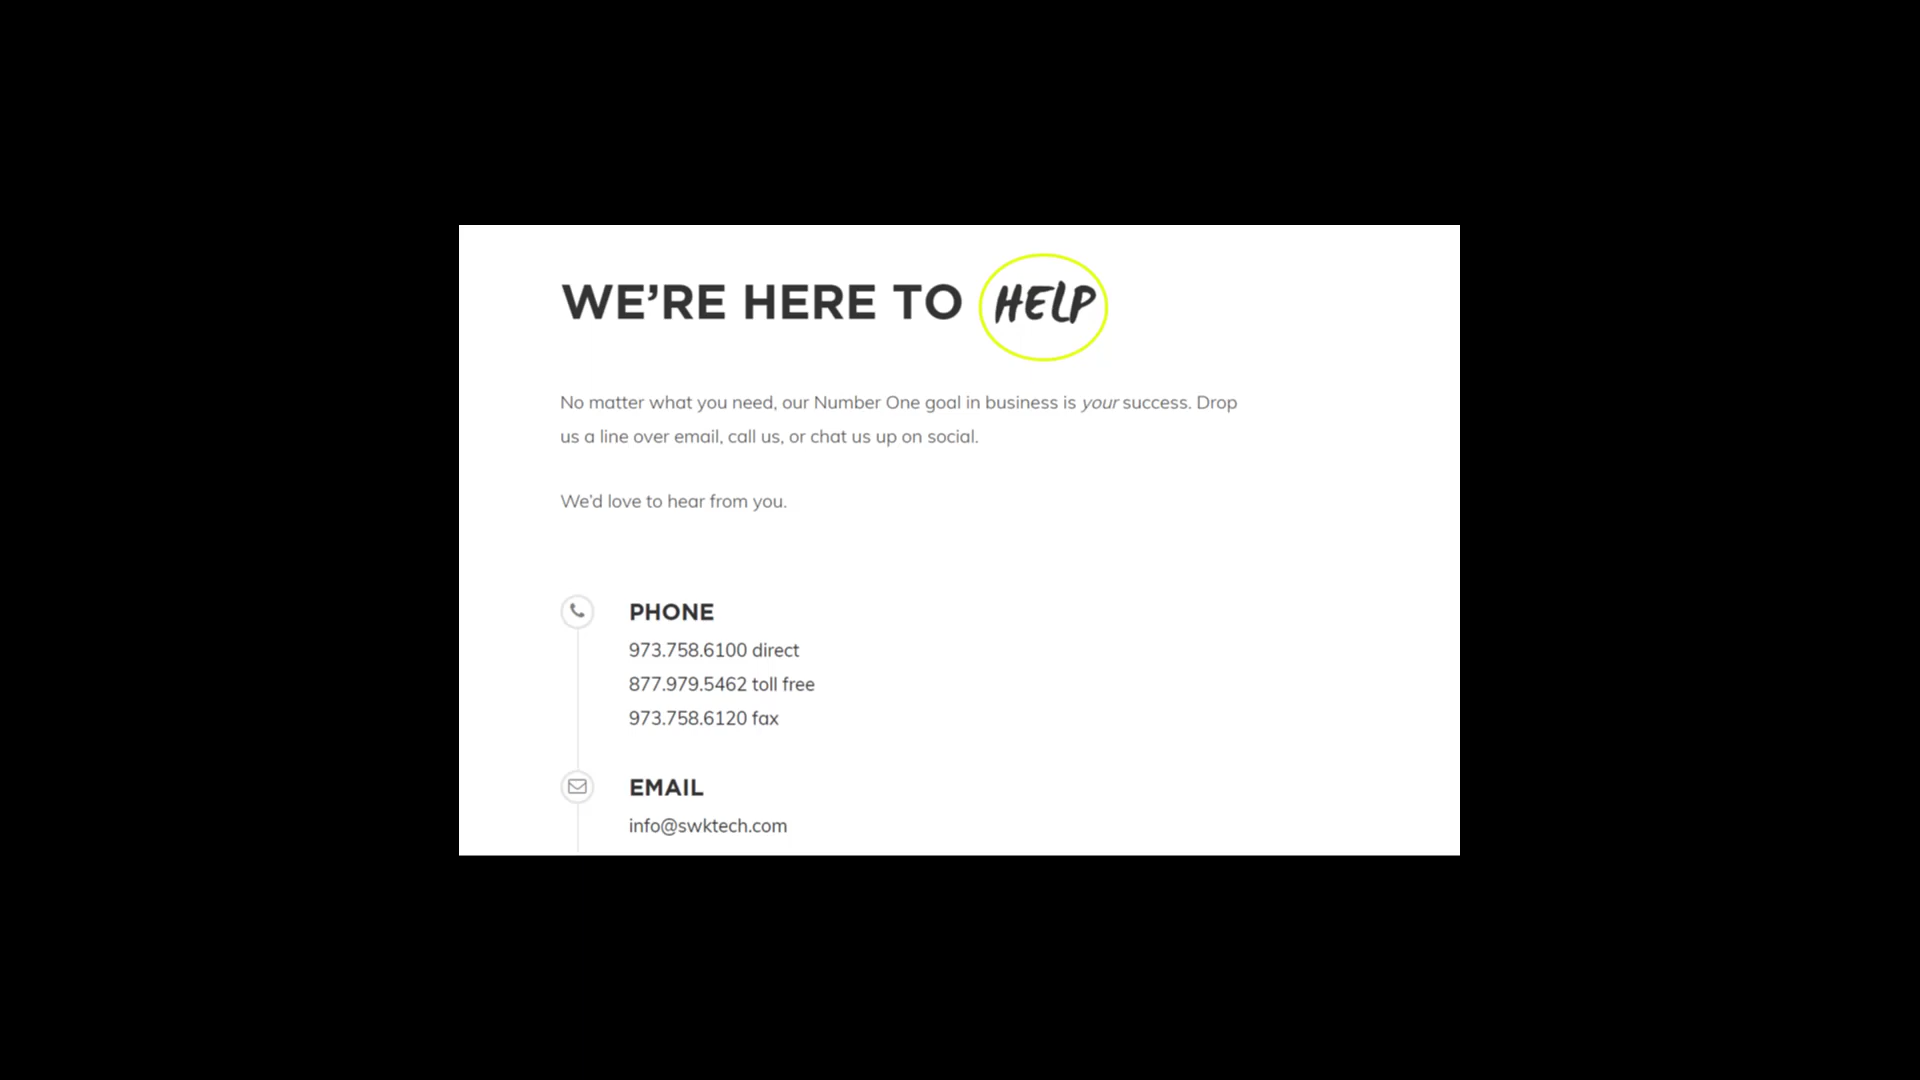 WE’RE HERE TO HELP
No matter what you need, our Number One goal in business is your success. Drop
us a line over email, call us, or chat us up on social.
We’d love to hear from you.
PHONE
973.758.6100 direct
877.979.5462 toll free
973.758.6120 fax
EMAIL
info@swktech.com